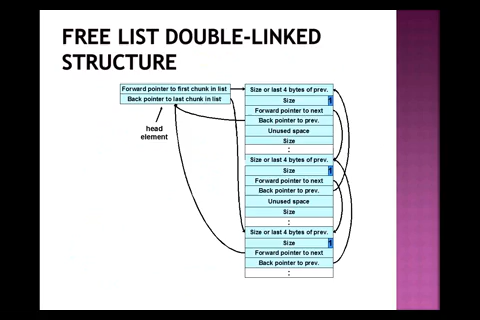 FREE LIST DOUBLE-LINKED
STRUCTURE
Forward pointer to first chunk in list
Back pointer to last chunk in list
head
element
Size or last 4 bytes of prev.
Size
1
Forward pointer to next
Back pointer to prev.
Unused space
Size
:
Size or last 4 bytes of prev.
Size
1
Forward pointer to next
Back pointer to prev.
Unused space
Size
:
Size or last 4 bytes of prev.
Size
1
Forward pointer to next
Back pointer to prev.
: